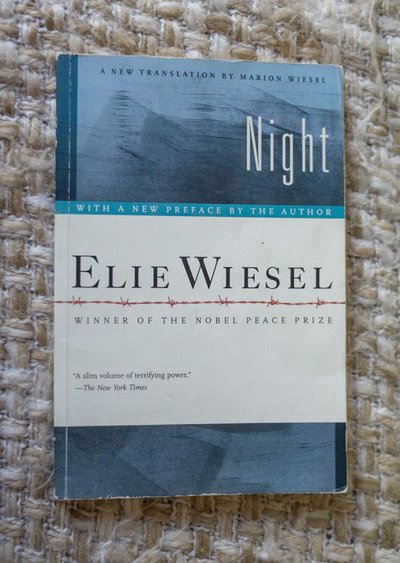 A NEW TRANSLATION BY MARION WIESEL
Night
WITH A NEW PREFACE BY THE AUTHOR
ELIE WIESEL
WINNER OF THE NOBEL PEACE PRIZE
"A slim volume of terrifying power."
—The New York Times